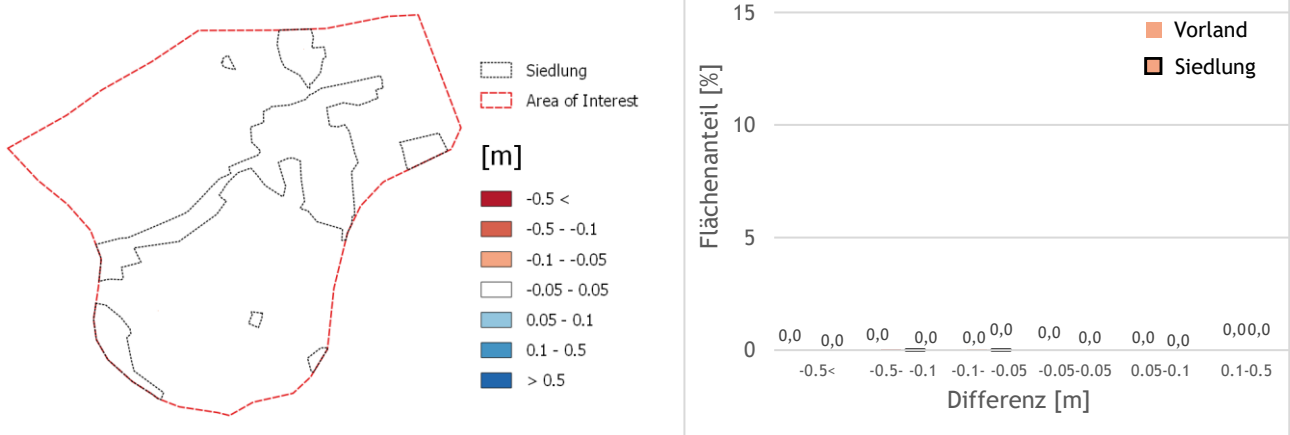 Siedlung
Area of Interest
[m]
-0.5 <
-0.5 - -0.1
-0.1 - -0.05
-0.05 - 0.05
0.05 - 0.1
0.1 - 0.5
> 0.5
Vorland
Siedlung
Flächenanteil [%]
15
10
5
0
0,0 0,0 0,0 0,0 0,0 0,0 0,0 0,0 0,0 0,0 0,00,0
-0.5< -0.5- -0.1 -0.1- -0.05 -0.05-0.05 0.05-0.1 0.1-0.5
Differenz [m]